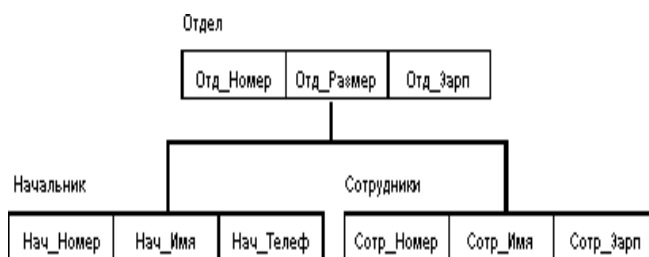 Отдел
Отд_Номер Отд_Размер Отд_Зарп
Начальник Сотрудники
Нач_Номер Нач_Имя Нач_Телеф Сотр_Номер Сотр_Имя Сотр_Зарп